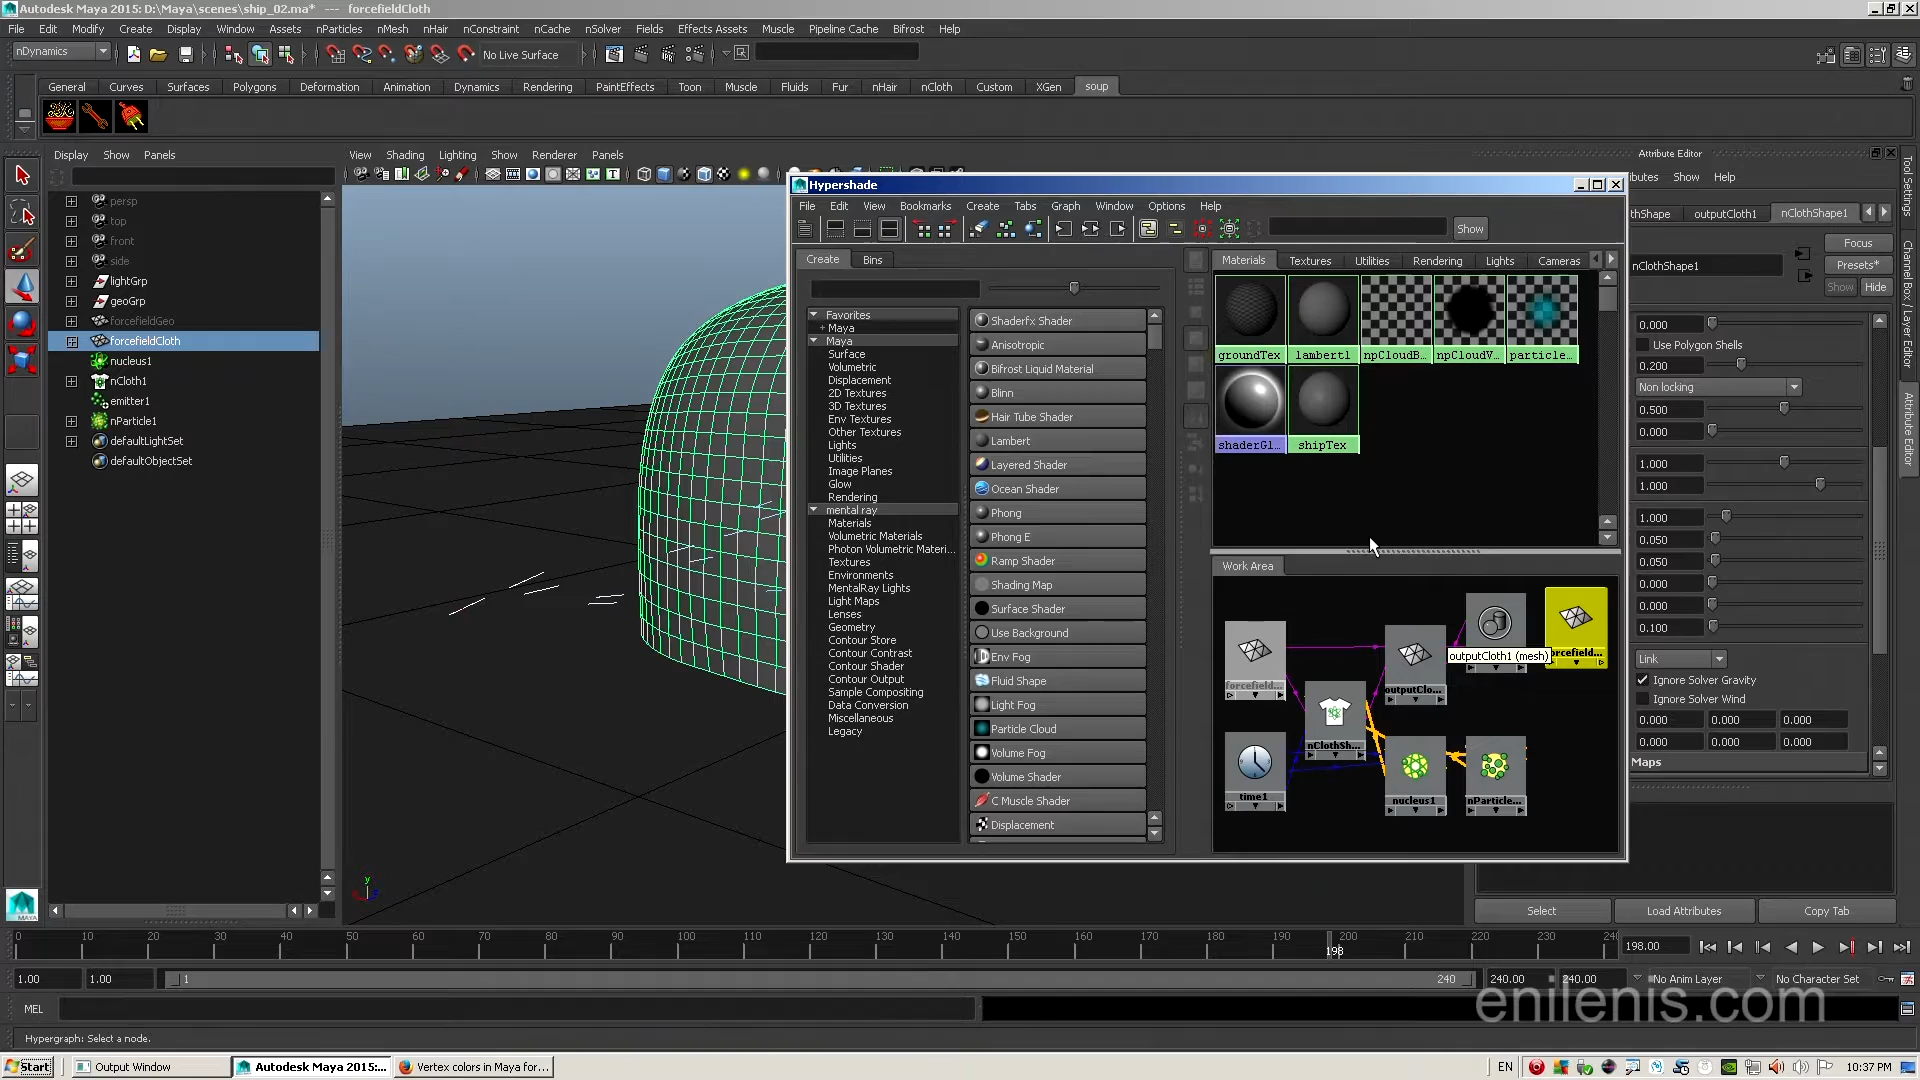 Autodesk Maya 2015: D:\Maya\scenes\ship_02.ma*  ---  forcefieldCloth
File Edit Modify Create Display Window Assets nParticles nMesh nHair nConstraint nCache nSolver Fields Effects Assets Muscle Pipeline Cache Bifrost Help
nDynamics No Live Surface
General Curves Surfaces Polygons Deformation Animation Dynamics Rendering PaintEffects Toon Muscle Fluids Fur nHair nCloth Custom XGen soup
Display Show Panels
persp
top
front
side
lightGrp
geoGrp
forcefieldGeo
forcefieldCloth
nucleus1
nCloth1
emitter1
nParticle1
defaultLightSet
defaultObjectSet
View Shading Lighting Show Renderer Panels
y
Hypershade
File Edit View Bookmarks Create Tabs Graph Window Options Help
Show
Create Bins
Favorites
+ Maya
Maya
Surface
Volumetric
Displacement
2D Textures
3D Textures
Env Textures
Other Textures
Lights
Utilities
Image Planes
Glow
Rendering
mental ray
Materials
Volumetric Materials
Photon Volumetric Materi...
Textures
Environments
MentalRay Lights
Light Maps
Lenses
Geometry
Contour Store
Contour Contrast
Contour Shader
Contour Output
Sample Compositing
Data Conversion
Miscellaneous
Legacy
Shaderfx Shader
Anisotropic
Bifrost Liquid Material
Blinn
Hair Tube Shader
Lambert
Layered Shader
Ocean Shader
Phong
Phong E
Ramp Shader
Shading Map
Surface Shader
Use Background
Env Fog
Fluid Shape
Light Fog
Particle Cloud
Volume Fog
Volume Shader
C Muscle Shader
Displacement
Materials Textures Utilities Rendering Lights Cameras
groundTex lambert1 npCloudB... npCloudV... particle...
shaderGl... shipTex
Work Area
outputCloth1 (mesh)
forcefield... outputClo... orcefield...
nClothSh...
time1 nucleus1 nParticle...
Attribute Editor
butes Show Help
thShape outputCloth1 nClothShape1
Focus
nClothShape1 Presets*
Show Hide
0.000
Use Polygon Shells
0.200
Non locking
0.500
0.000
1.000
1.000
1.000
0.050
0.050
0.000
0.000
0.100
Link
Ignore Solver Gravity
Ignore Solver Wind
0.000 0.000 0.000
0.000 0.000 0.000
Maps
Select Load Attributes Copy Tab
Tool Settings
Channel Box / Layer Editor
Attribute Editor
0 10 20 30 40 50 60 70 80 90 100 110 120 130 140 150 160 170 180 190 200 210 220 230 24
198 198.00
1.00 1.00 1 240 240.00 240.00 No Anim Layer No Character Set
MEL
enilenis.com
Hypergraph: Select a node.
Start Output Window Autodesk Maya 2015:... Vertex colors in Maya for... EN 10:37 PM